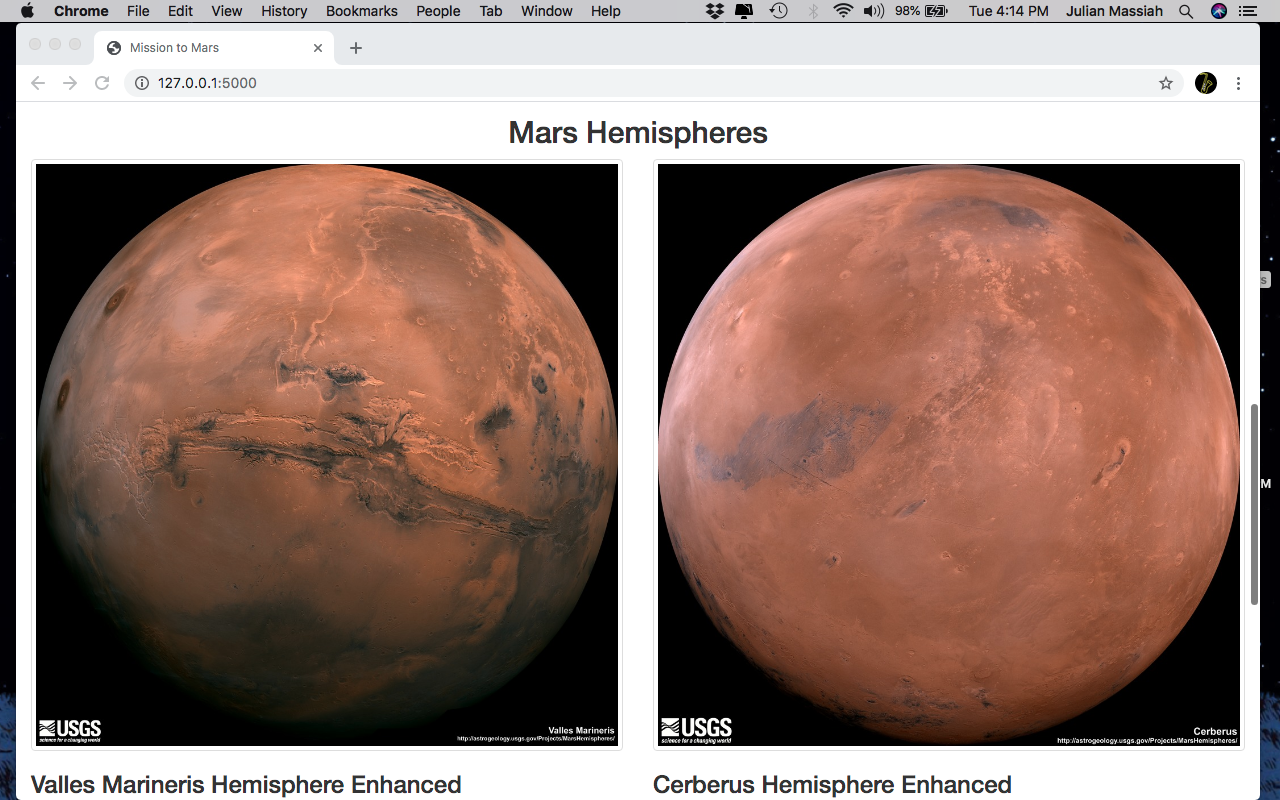 Chrome File Edit View History Bookmarks People Tab Window Help 98% Tue 4:14 PM Julian Massiah
Mission to Mars
127.0.0.1:5000
Mars Hemispheres
USGS
science for a changing world
Valles Marineris
http://astrogeology.usgs.gov/Projects/MarsHemispheres/
USGS
science for a changing world
Cerberus
http://astrogeology.usgs.gov/Projects/MarsHemispheres/
Valles Marineris Hemisphere Enhanced
Cerberus Hemisphere Enhanced
s
M